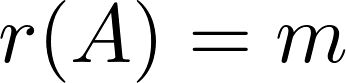 r(A) = m